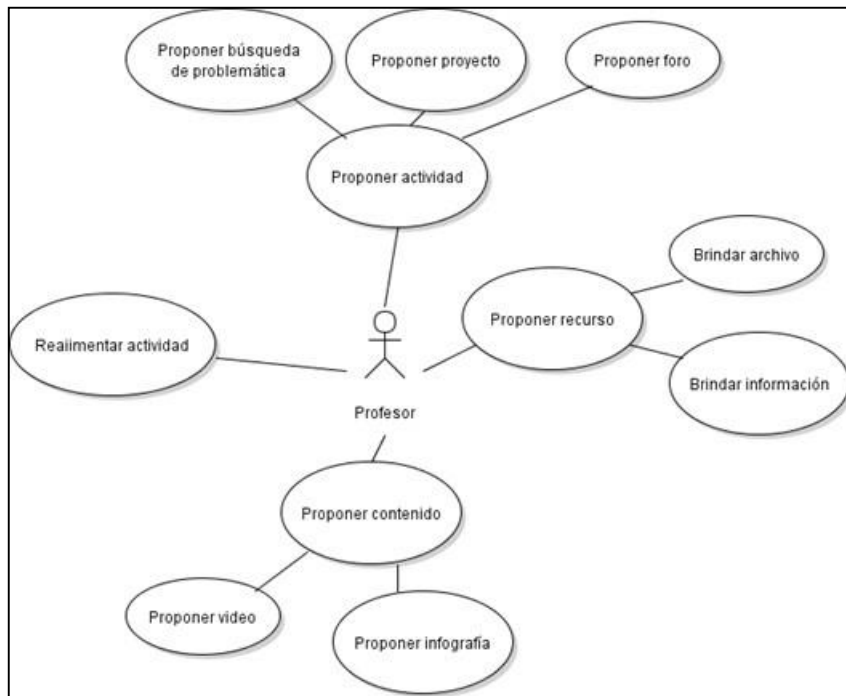 Proponer búsqueda
de problemática
Proponer proyecto
Proponer foro
Proponer actividad
Brindar archivo
Proponer recurso
Reaiimentar actividad
Brindar información
Profesor
Proponer contenido
Proponer video
Proponer infografía